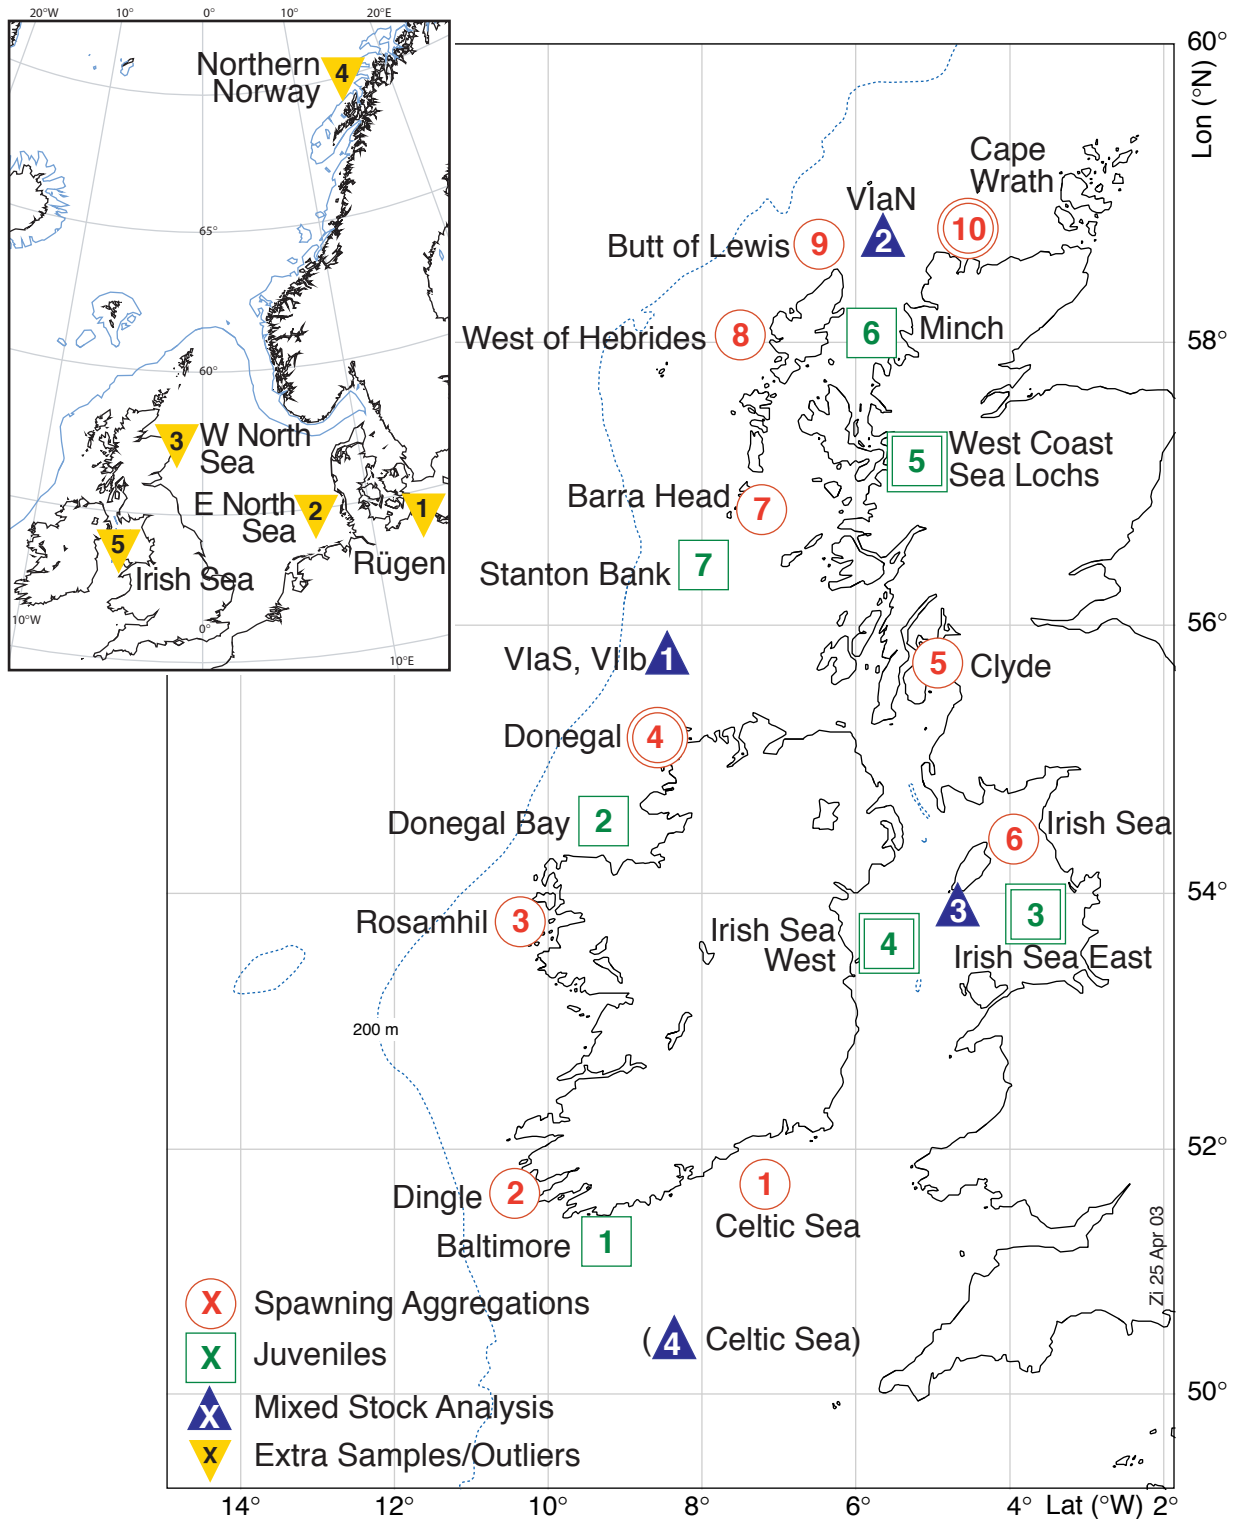 20°W
10°
0°
10°
20°E
Northern
Norway
4
65°
60°
3
W North
Sea
E North
Sea
2
1
Rügen
5
Irish Sea
10°W
0°
10°E
60°
Lon (°N)
Cape
Wrath
10
VIaN
2
Butt of Lewis
9
West of Hebrides
8
6
Minch
58°
5
West Coast
Sea Lochs
Barra Head
7
Stanton Bank
7
56°
VIaS, VIIb
1
5
Clyde
Donegal
4
Donegal Bay
2
6
Irish Sea
54°
Rosamhil
3
Irish Sea
West
4
3
3
Irish Sea East
200 m
52°
Dingle
2
1
Celtic Sea
Baltimore
1
Zi 25 Apr 03
X
Spawning Aggregations
X
Juveniles
(
4
Celtic Sea)
50°
X
Mixed Stock Analysis
X
Extra Samples/Outliers
14°
12°
10°
8°
6°
4°
Lat (°W)
2°